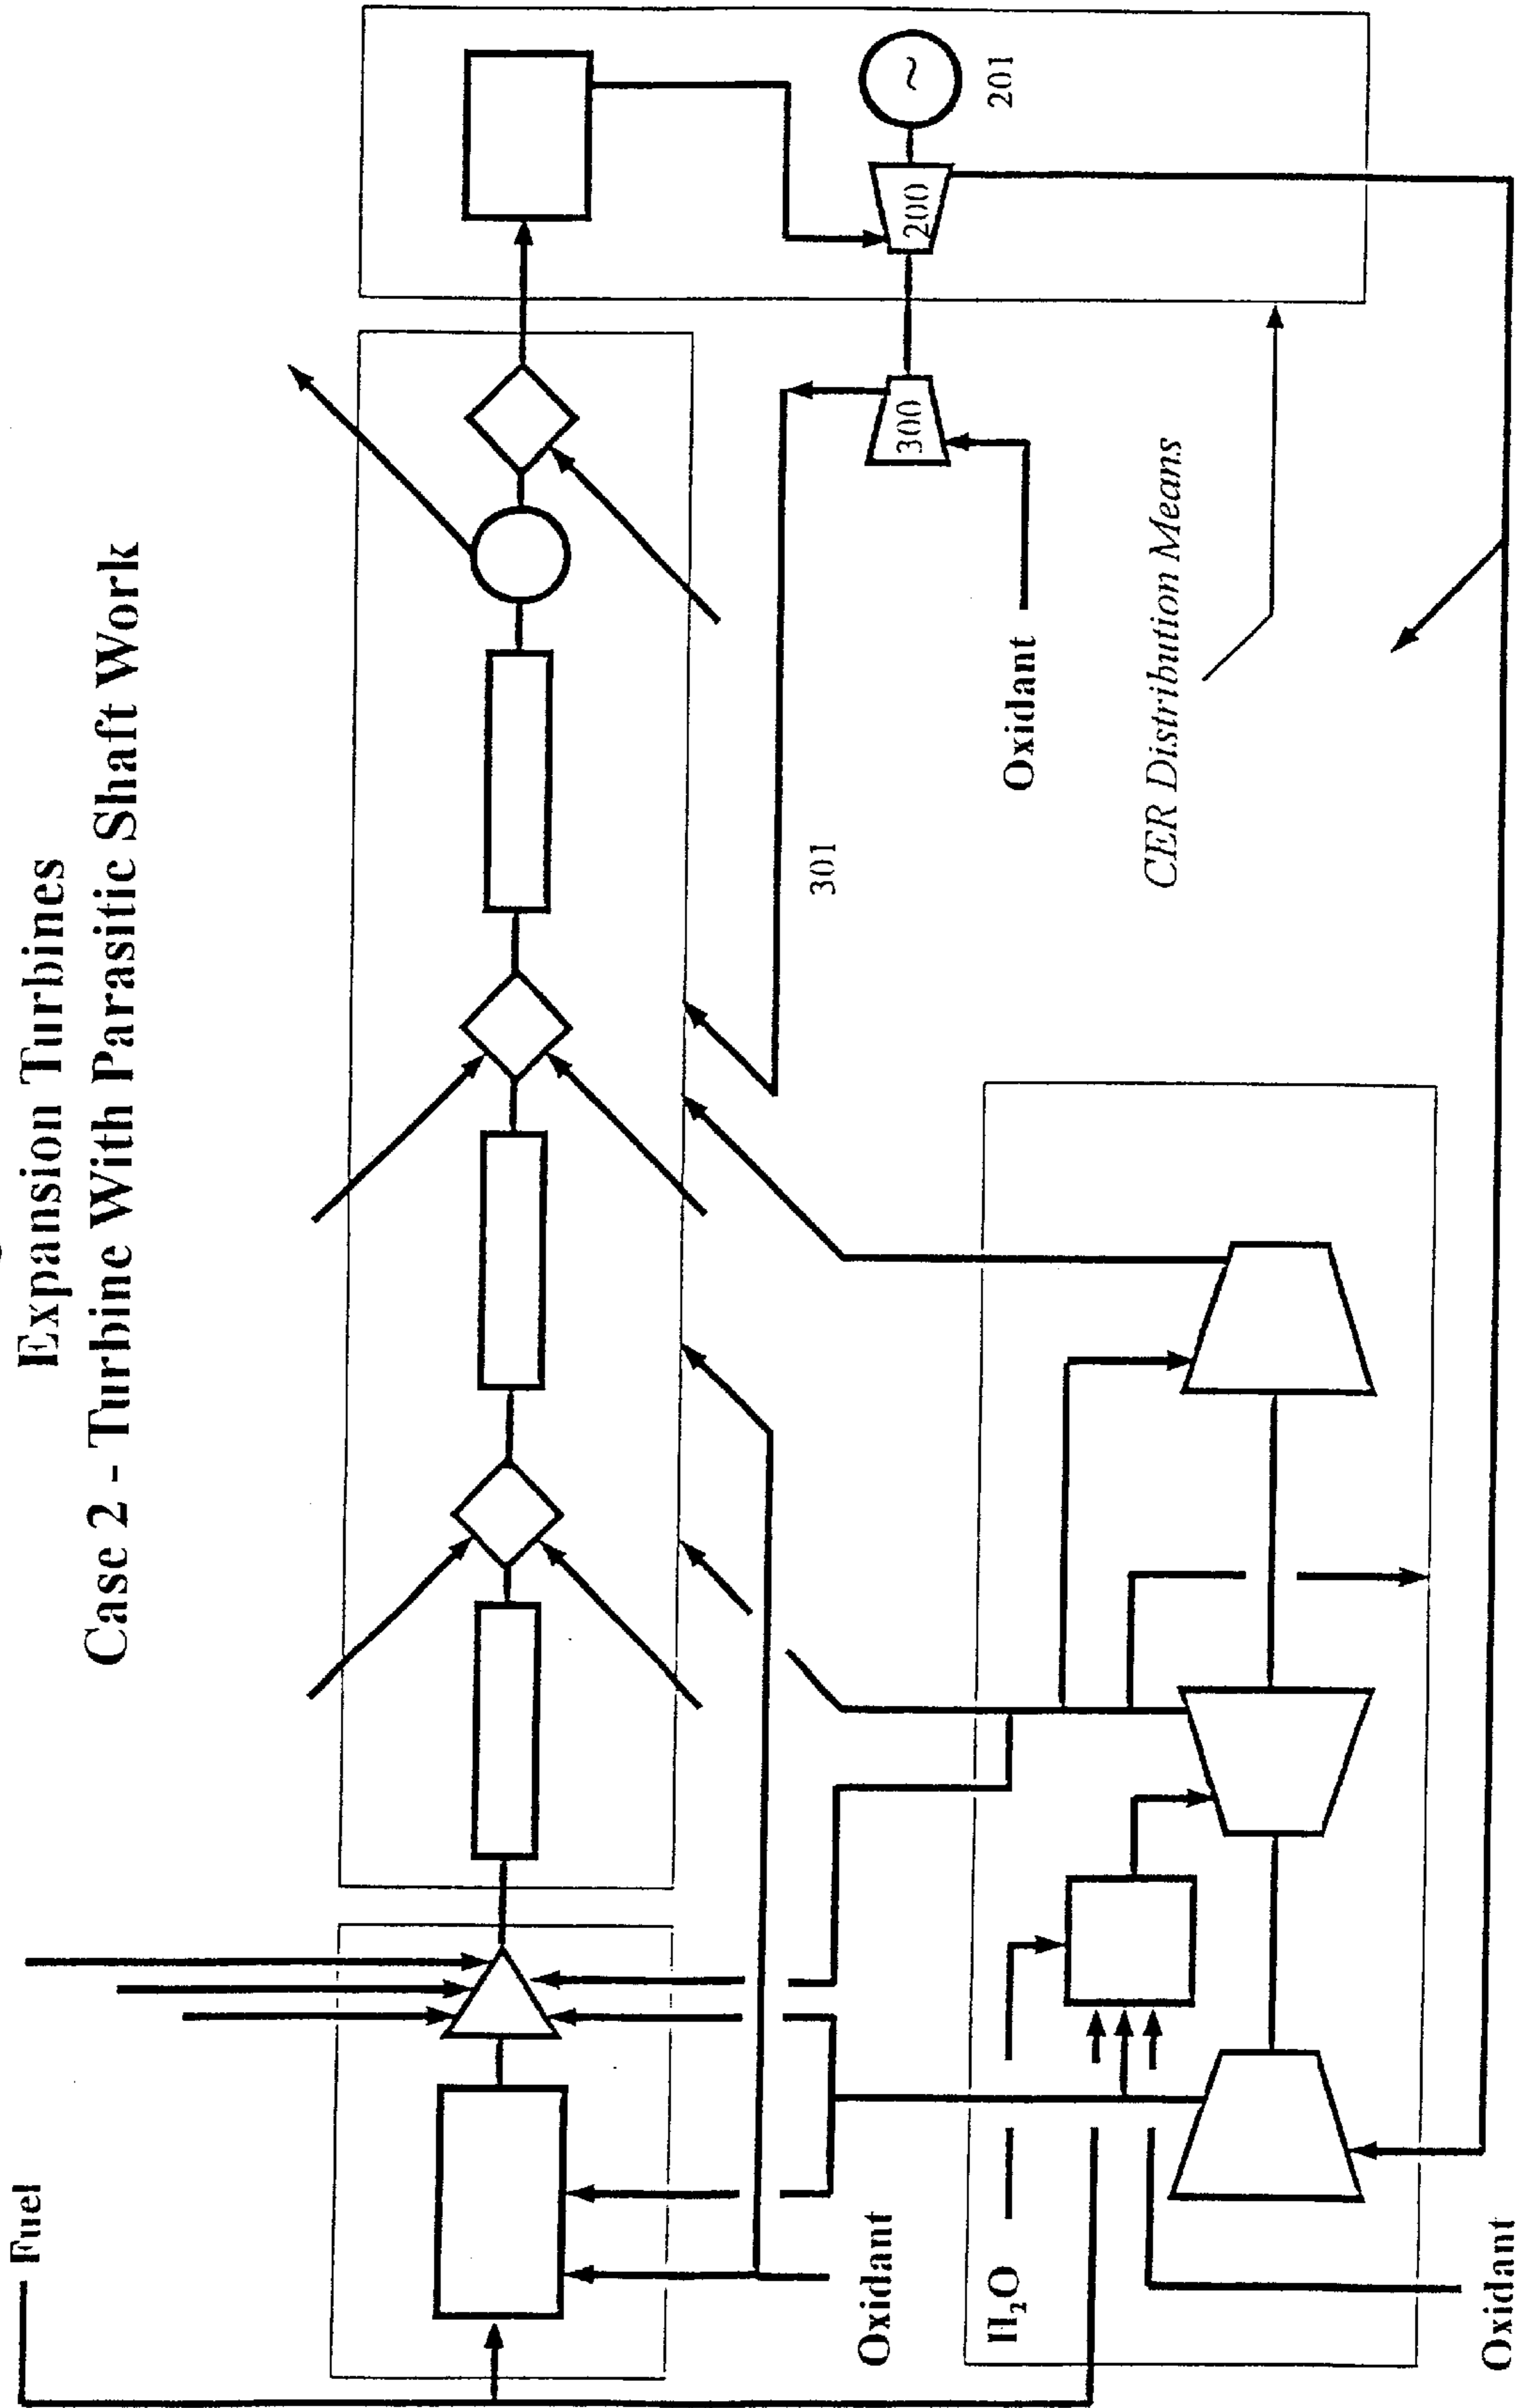 Expansion Turbines
Case 2 - Turbine With Parasitic Shaft Work
Fuel
201
200
300
301
Oxidant
CER Distribution Means
Oxidant
H₂O
Oxidant